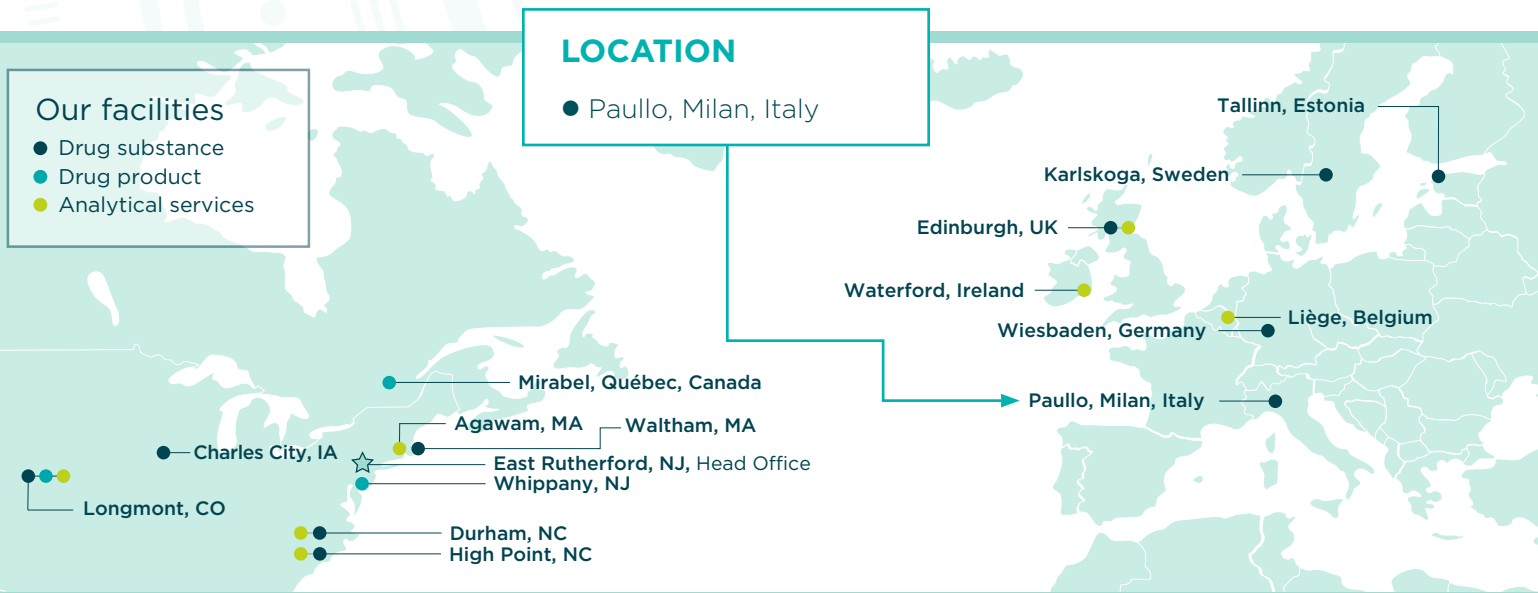 LOCATION
Paullo, Milan, Italy
Our facilities
Drug substance
Drug product
Analytical services
Tallinn, Estonia
Karlskoga, Sweden
Edinburgh, UK
Waterford, Ireland
Liège, Belgium
Wiesbaden, Germany
Paullo, Milan, Italy
Mirabel, Québec, Canada
Agawam, MA
Waltham, MA
Charles City, IA
East Rutherford, NJ, Head Office
Whippany, NJ
Longmont, CO
Durham, NC
High Point, NC